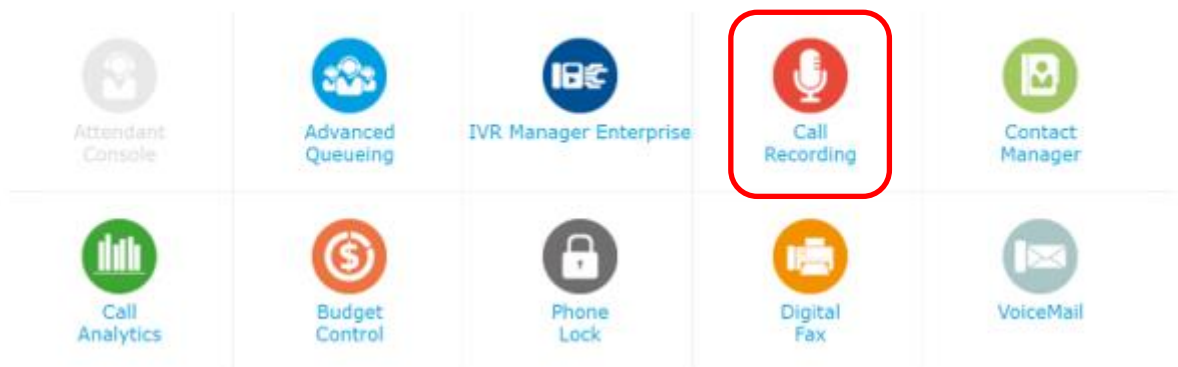 Attendant
Console
Advanced
Queueing
IVR Manager Enterprise
Call
Recording
Contact
Manager
Call
Analytics
Budget
Control
Phone
Lock
Digital
Fax
VoiceMail